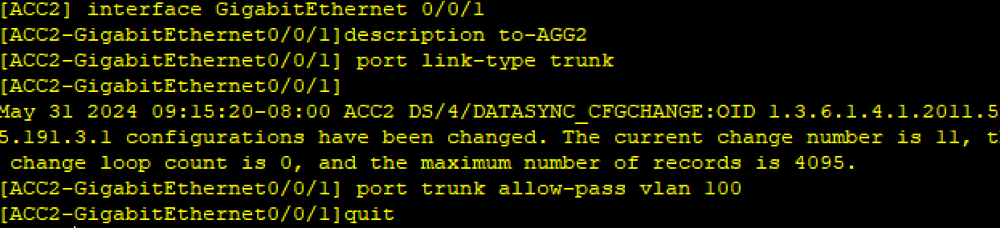 [ACC2] interface GigabitEthernet 0/0/1
[ACC2-GigabitEthernet0/0/1]description to-AGG2
[ACC2-GigabitEthernet0/0/1] port link-type trunk
[ACC2-GigabitEthernet0/0/1]
May 31 2024 09:15:20-08:00 ACC2 DS/4/DATASYNC_CFGCHANGE:OID 1.3.6.1.4.1.2011.5
5.191.3.1 configurations have been changed. The current change number is 11, th
 change loop count is 0, and the maximum number of records is 4095.
[ACC2-GigabitEthernet0/0/1] port trunk allow-pass vlan 100
[ACC2-GigabitEthernet0/0/1]quit